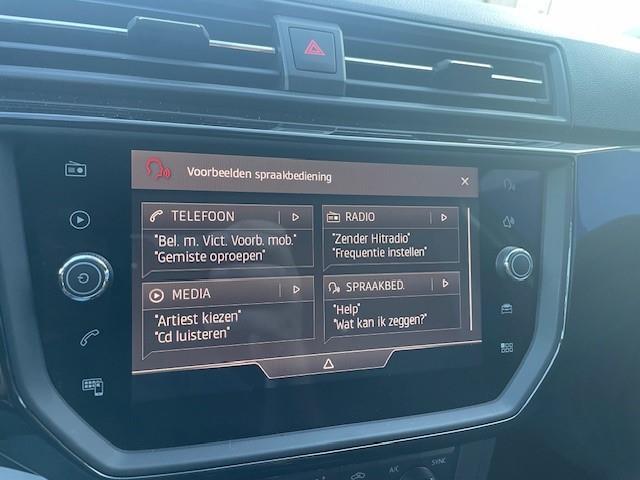 Voorbeelden spraakbediening
TELEFOON
"Bel. m. Vict. Voorb. mob."
"Gemiste oproepen"
RADIO
"Zender Hitradio"
"Frequentie instellen"
MEDIA
"Artiest kiezen"
"Cd luisteren"
SPRAAKBED.
"Help"
"Wat kan ik zeggen?"
A/C
SYNC